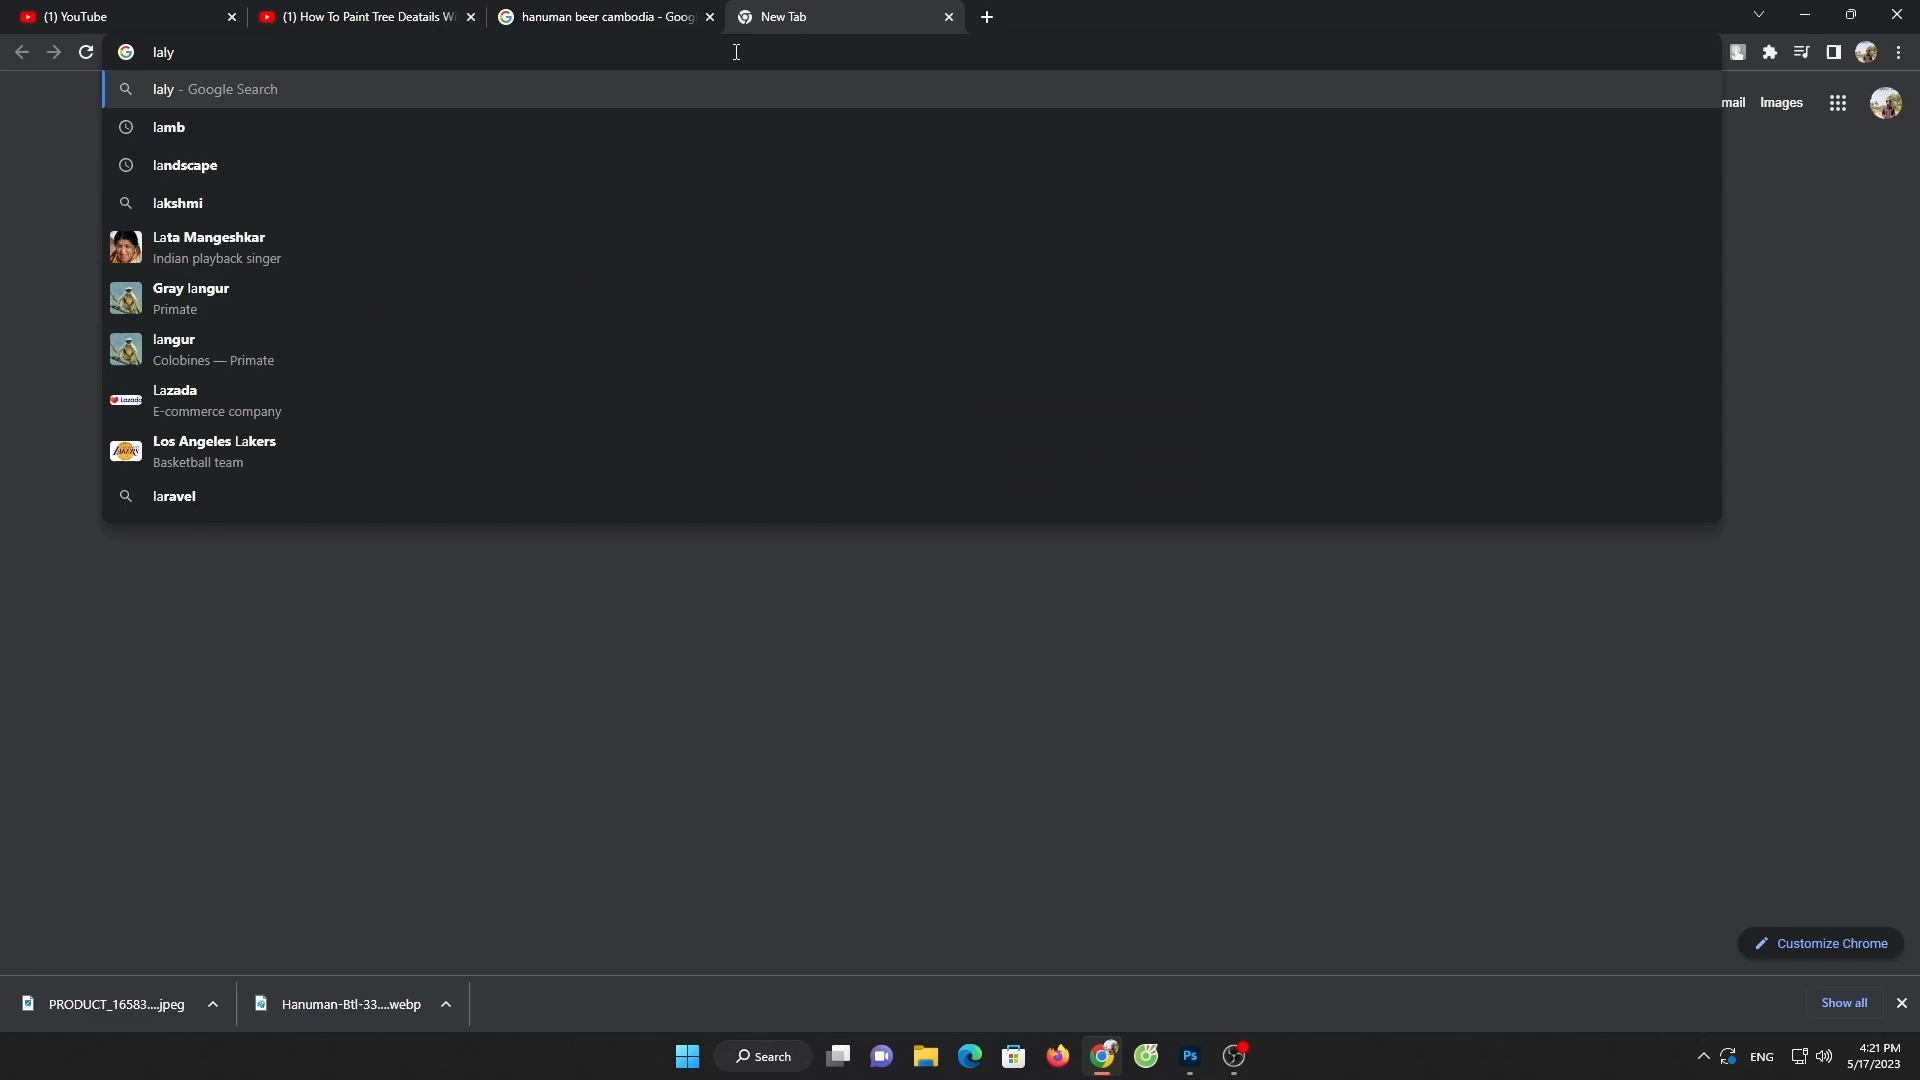 (1) YouTube
(1) How To Paint Tree Deatails Wi
hanuman beer cambodia - Goog
New Tab
laly
laly - Google Search
mail
Images
lamb
landscape
lakshmi
Lata Mangeshkar
Indian playback singer
Gray langur
Primate
langur
Colobines — Primate
Lazada
E-commerce company
Los Angeles Lakers
Basketball team
laravel
Customize Chrome
PRODUCT_16583....jpeg
Hanuman-Btl-33....webp
Show all
Search
Ps
ENG
4:21 PM
5/17/2023